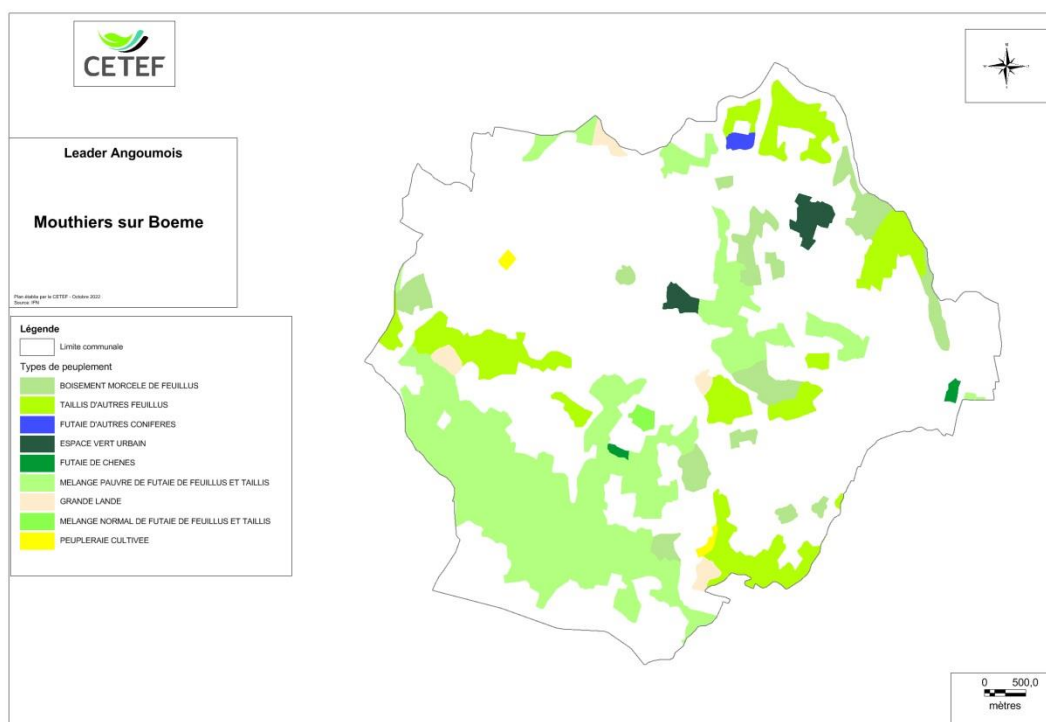 CETEF
Leader Angoumois
Mouthiers sur Boeme
Plan établi par le CETEF - Octobre 2022
Source: IFN
Légende
Limite communale
Types de peuplement
BOISEMENT MORCELE DE FEUILLUS
TAILLIS D'AUTRES FEUILLUS
FUTAIE D'AUTRES CONIFERES
ESPACE VERT URBAIN
FUTAIE DE CHENES
MELANGE PAUVRE DE FUTAIE DE FEUILLUS ET TAILLIS
GRANDE LANDE
MELANGE NORMAL DE FUTAIE DE FEUILLUS ET TAILLIS
PEUPLERAIE CULTIVEE
N
0 500,0
mètres